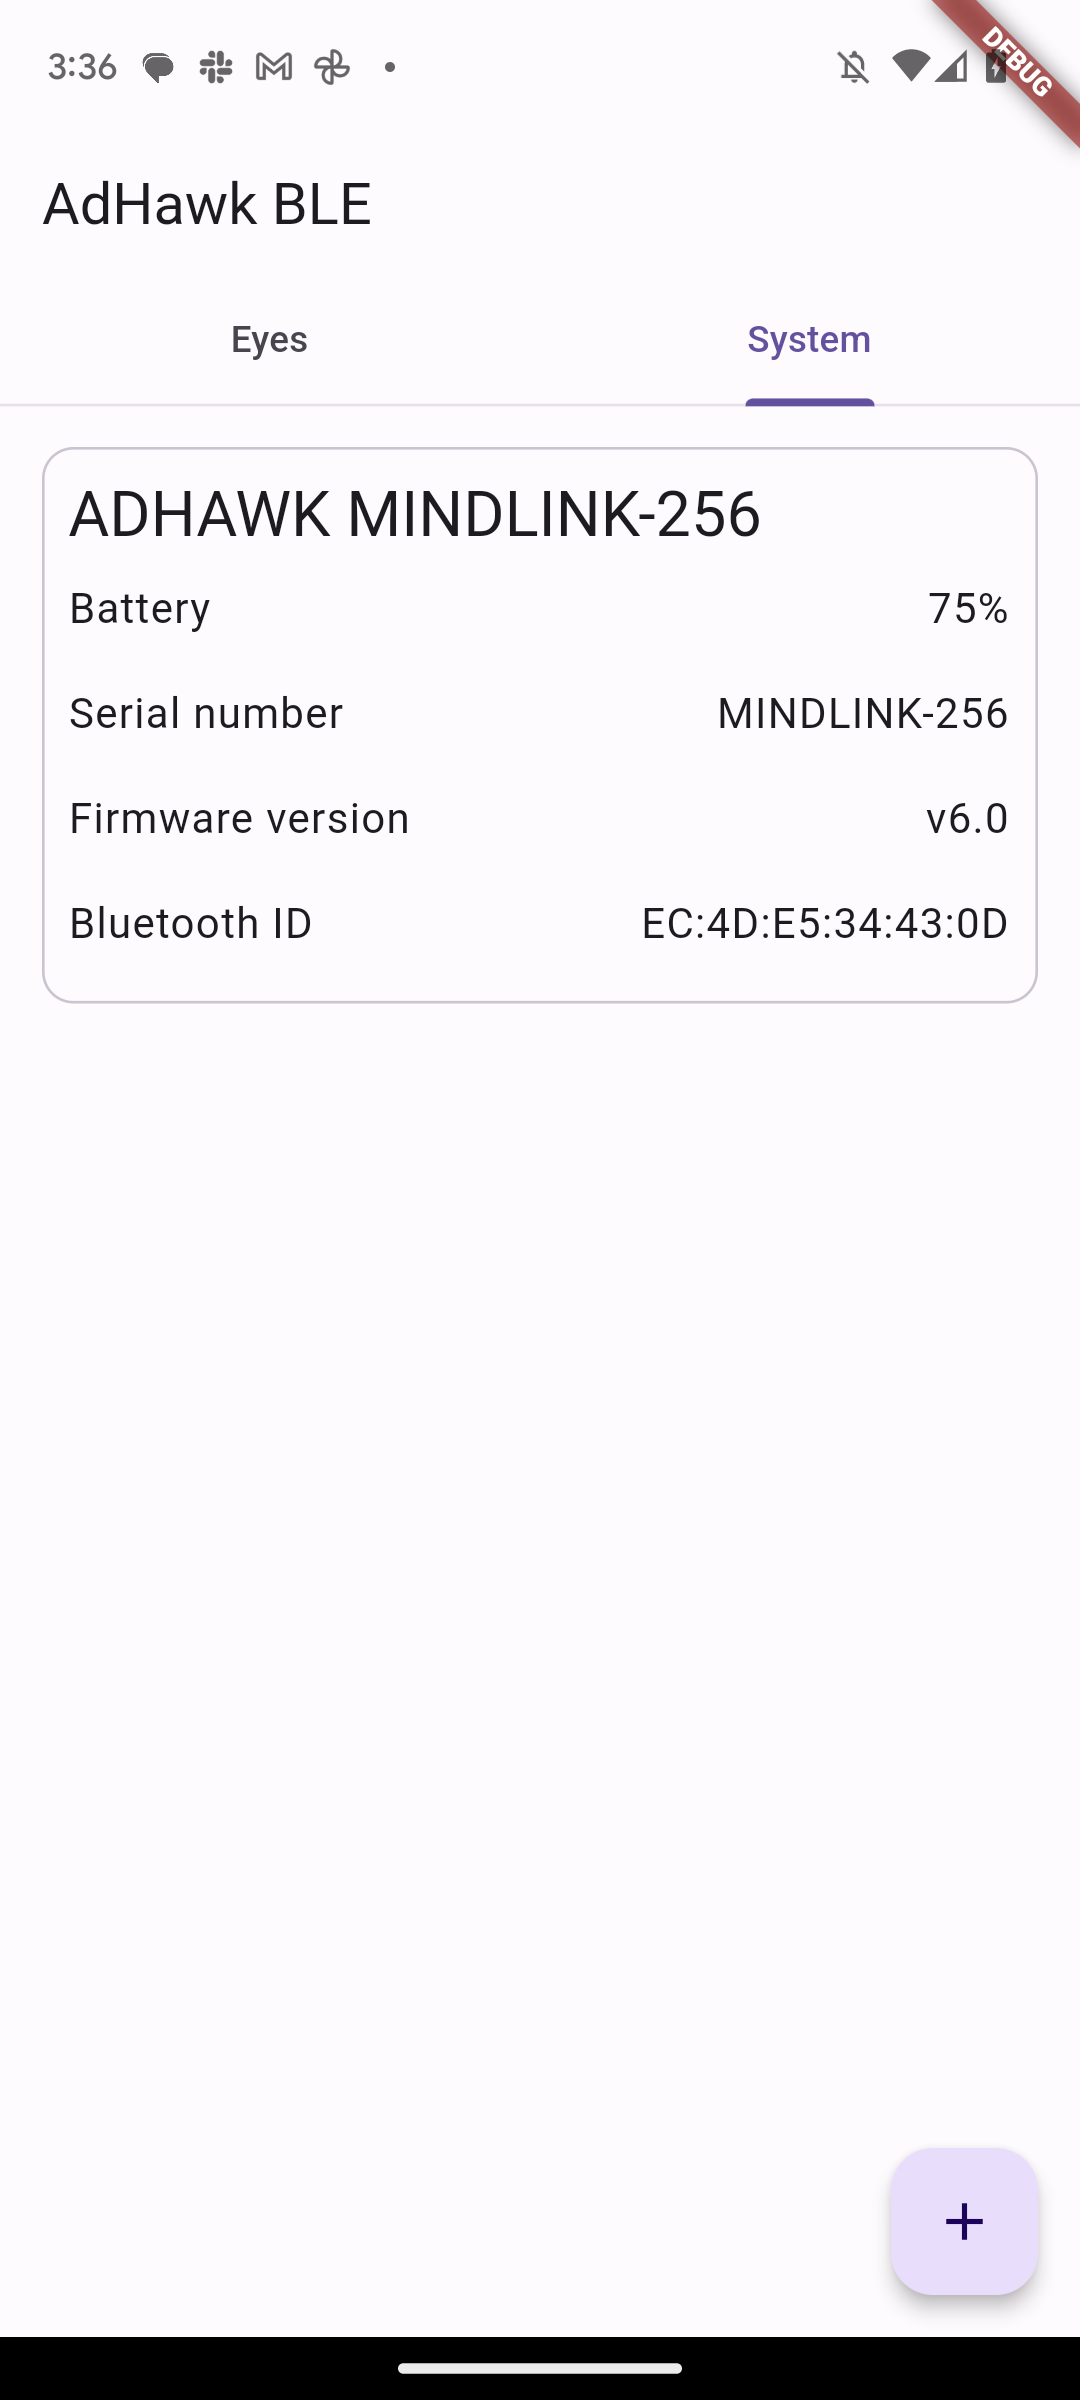 3:36
DEBUG
AdHawk BLE
Eyes System
ADHAWK MINDLINK-256
Battery 75%
Serial number MINDLINK-256
Firmware version v6.0
Bluetooth ID EC:4D:E5:34:43:0D